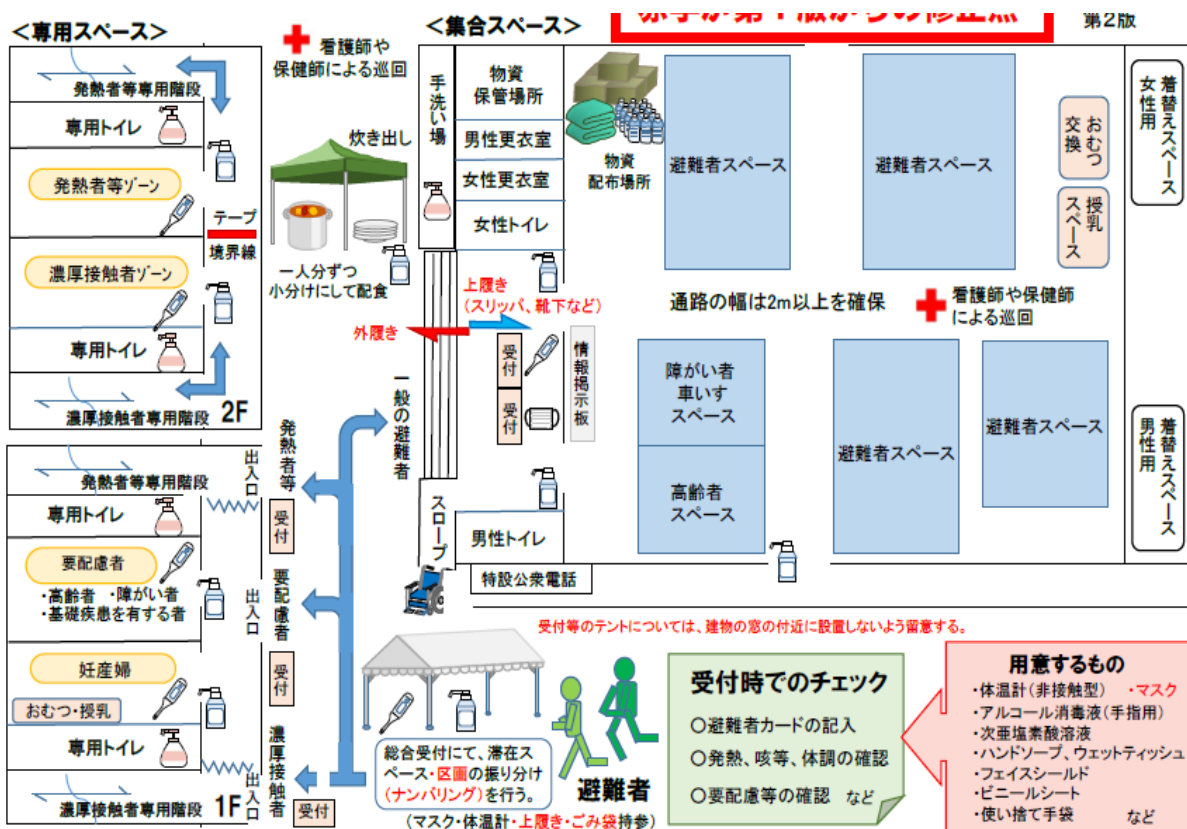 ＜専用スペース＞
看護師や
保健師による巡回
＜集合スペース＞
赤字が第1版からの修正点
第2版
発熱者等専用階段
専用トイレ
発熱者等ゾーン
テープ
境界線
濃厚接触者ゾーン
専用トイレ
濃厚接触者専用階段 2F
炊き出し
一人分ずつ
小分けにして配食
手洗い場
物資
保管場所
男性更衣室
女性更衣室
女性トイレ
物資
配布場所
避難者スペース
避難者スペース
おむつ
交換
授乳
スペース
着替えスペース
女性用
上履き
（スリッパ、靴下など）
外履き
通路の幅は2m以上を確保
看護師や保健師
による巡回
受付
受付
情報掲示板
障がい者
車いす
スペース
高齢者
スペース
避難者スペース
避難者スペース
着替えスペース
男性用
一般の避難者
スロープ
男性トイレ
特設公衆電話
発熱者等専用階段
出入口
発熱者等
受付
専用トイレ
要配慮者
・高齢者 ・障がい者
・基礎疾患を有する者
出入口
要配慮者
受付
妊産婦
おむつ・授乳
専用トイレ
濃厚接触者専用階段 1F
出入口
濃厚接触者
受付
受付等のテントについては、建物の窓の付近に設置しないよう留意する。
総合受付にて、滞在ス
ペース・区画の振り分け
（ナンバリング）を行う。
避難者
（マスク・体温計・上履き・ごみ袋持参）
受付時でのチェック
○避難者カードの記入
○発熱、咳等、体調の確認
○要配慮等の確認 など
用意するもの
・体温計（非接触型） ・マスク
・アルコール消毒液（手指用）
・次亜塩素酸溶液
・ハンドソープ、ウェットティッシュ
・フェイスシールド
・ビニールシート
・使い捨て手袋 など